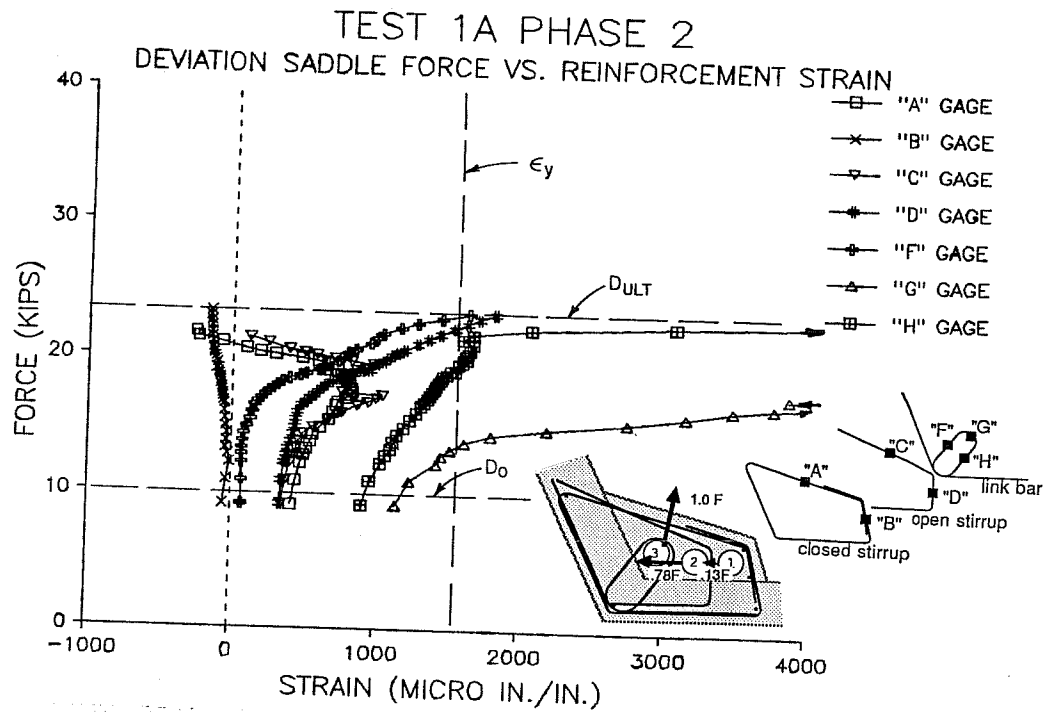 TEST 1A PHASE 2
DEVIATION SADDLE FORCE VS. REINFORCEMENT STRAIN
40
30
20
10
0
FORCE (KIPS)
-1000
0
1000
2000
3000
4000
STRAIN (MICRO IN./IN.)
"A" GAGE
"B" GAGE
"C" GAGE
"D" GAGE
"F" GAGE
"G" GAGE
"H" GAGE
ϵy
DULT
Do
1.0 F
3
2
1
.78F
.13F
"A"
"B"
closed stirrup
"C"
"D"
open stirrup
"F"
"G"
"H"
link bar